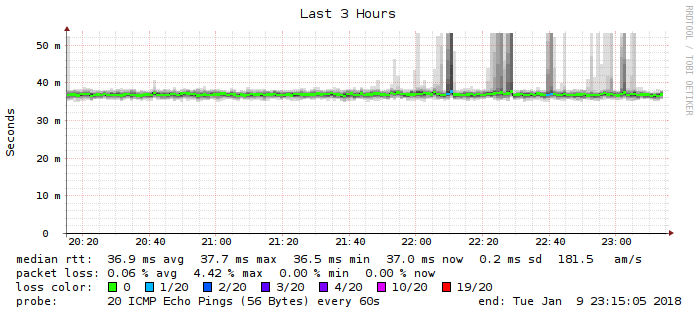 Last 3 Hours
RRDTOOL / TOBI OETIKER
Seconds
50 m
40 m
30 m
20 m
10 m
0
20:20 20:40 21:00 21:20 21:40 22:00 22:20 22:40 23:00
median rtt: 36.9 ms avg 37.7 ms max 36.5 ms min 37.0 ms now 0.2 ms sd 181.5 am/s
packet loss: 0.06 % avg 4.42 % max 0.00 % min 0.00 % now
loss color: 0 1/20 2/20 3/20 4/20 10/20 19/20
probe: 20 ICMP Echo Pings (56 Bytes) every 60s end: Tue Jan 9 23:15:05 2018